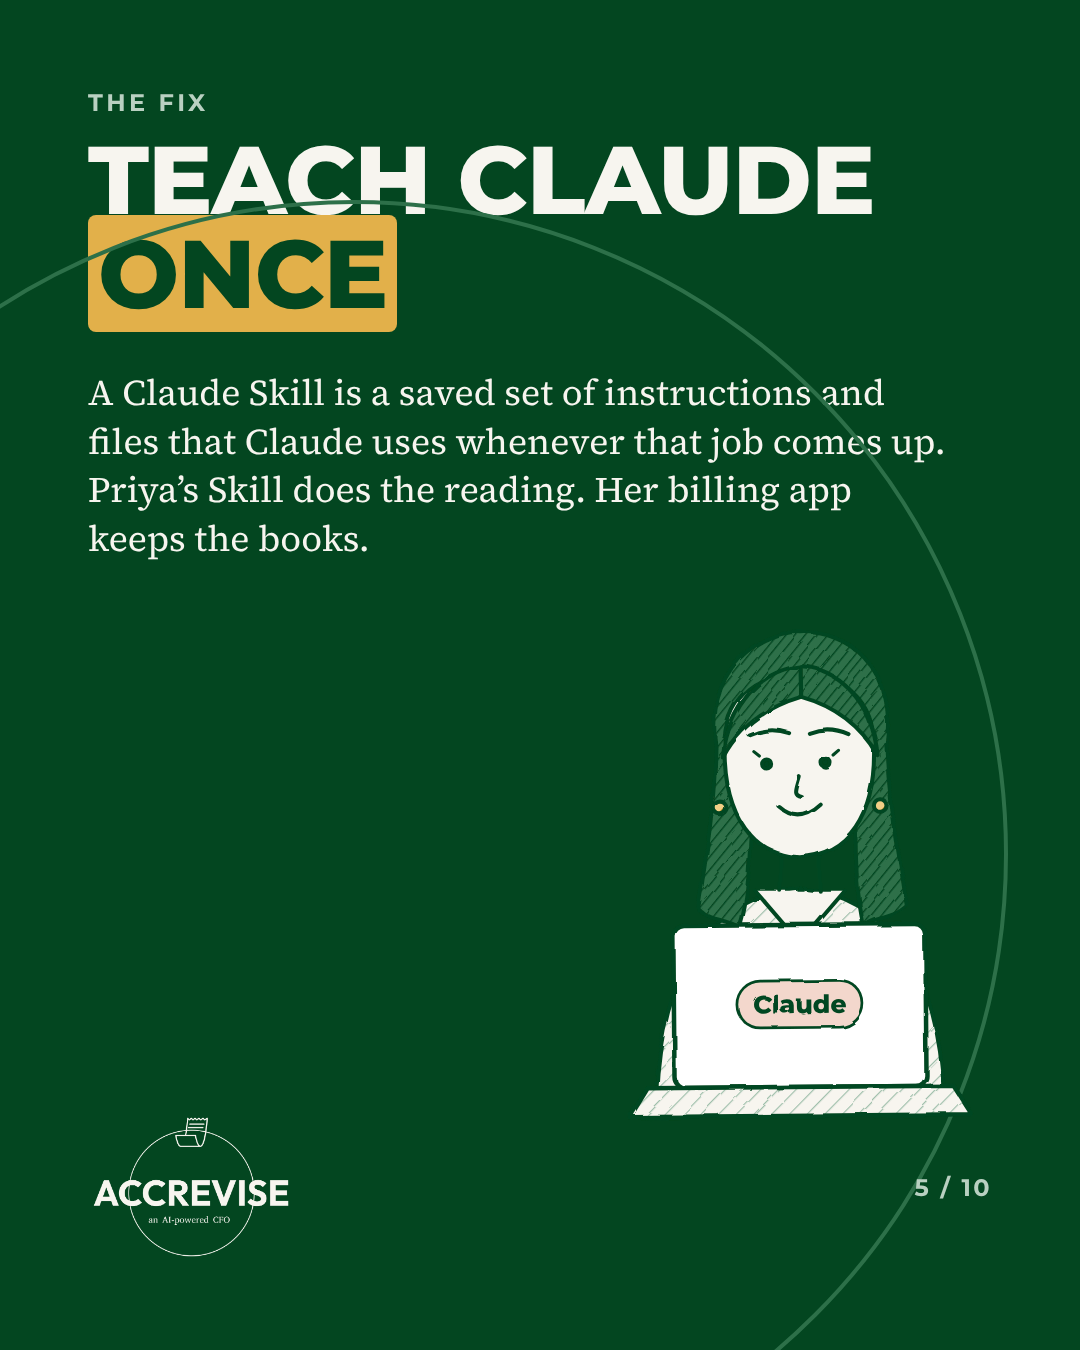 THE FIX
TEACH CLAUDE
ONCE
A Claude Skill is a saved set of instructions and
files that Claude uses whenever that job comes up.
Priya’s Skill does the reading. Her billing app
keeps the books.
Claude
ACCREVISE
an AI-powered CFO
5 / 10